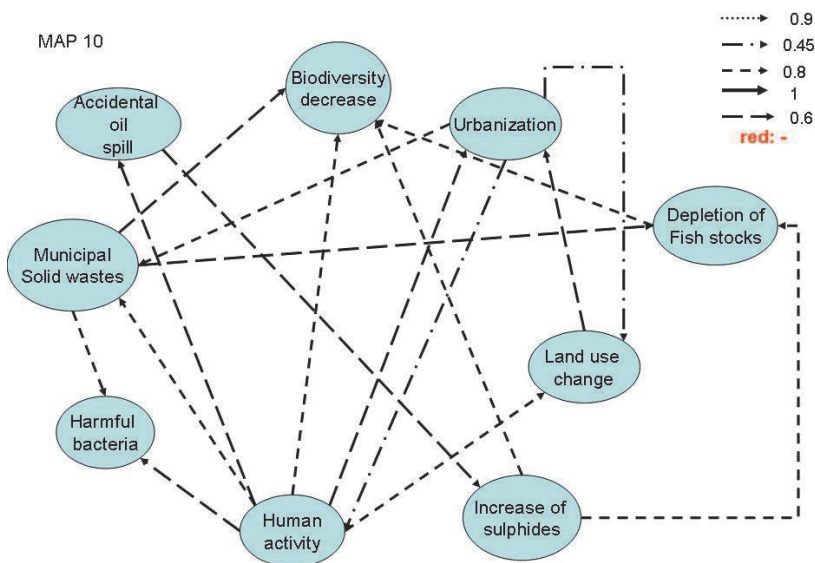 MAP 10
0.9
0.45
0.8
1
0.6
red: -
Biodiversity
decrease
Accidental
oil
spill
Urbanization
Depletion of
Fish stocks
Municipal
Solid wastes
Land use
change
Harmful
bacteria
Human
activity
Increase of
sulphides